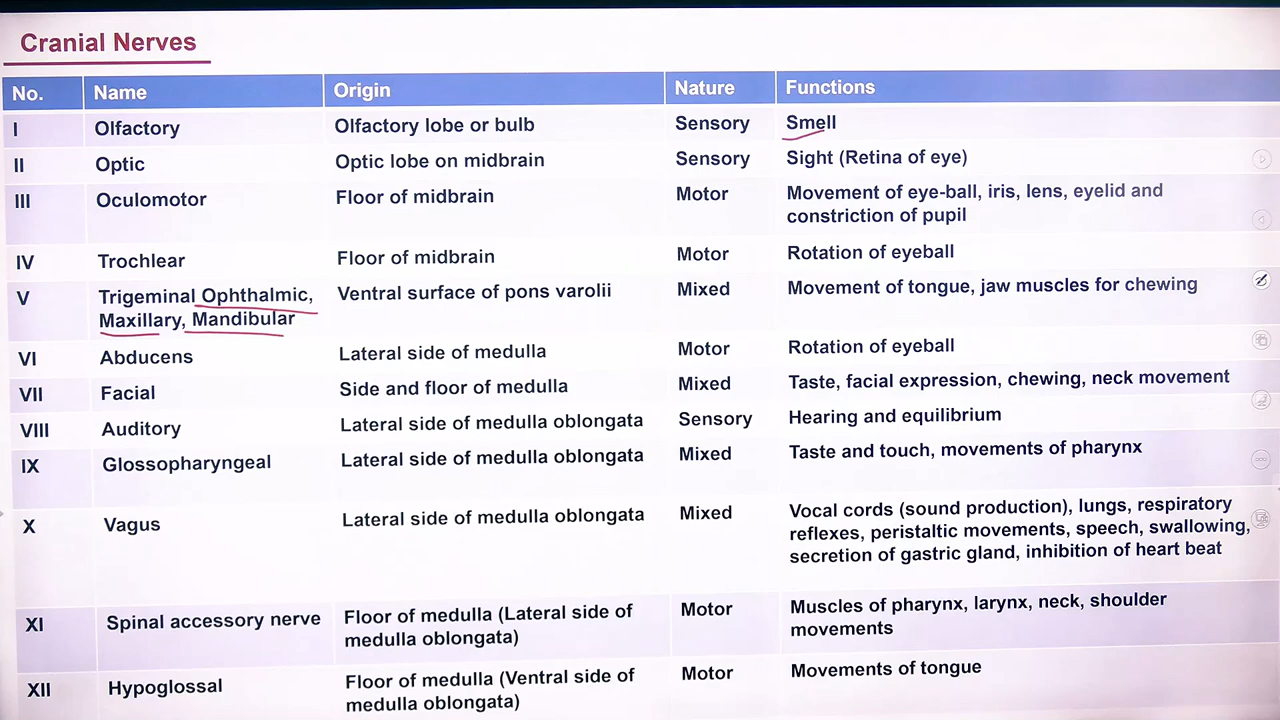 Cranial Nerves
No. Name Origin Nature Functions
I Olfactory Olfactory lobe or bulb Sensory Smell
II Optic Optic lobe on midbrain Sensory Sight (Retina of eye)
III Oculomotor Floor of midbrain Motor Movement of eye-ball, iris, lens, eyelid and
constriction of pupil
IV Trochlear Floor of midbrain Motor Rotation of eyeball
V Trigeminal Ophthalmic, Ventral surface of pons varolii Mixed Movement of tongue, jaw muscles for chewing
Maxillary, Mandibular
VI Abducens Lateral side of medulla Motor Rotation of eyeball
VII Facial Side and floor of medulla Mixed Taste, facial expression, chewing, neck movement
VIII Auditory Lateral side of medulla oblongata Sensory Hearing and equilibrium
IX Glossopharyngeal Lateral side of medulla oblongata Mixed Taste and touch, movements of pharynx
X Vagus Lateral side of medulla oblongata Mixed Vocal cords (sound production), lungs, respiratory
reflexes, peristaltic movements, speech, swallowing,
secretion of gastric gland, inhibition of heart beat
XI Spinal accessory nerve Floor of medulla (Lateral side of Motor Muscles of pharynx, larynx, neck, shoulder
medulla oblongata) movements
XII Hypoglossal Floor of medulla (Ventral side of Motor Movements of tongue
medulla oblongata)